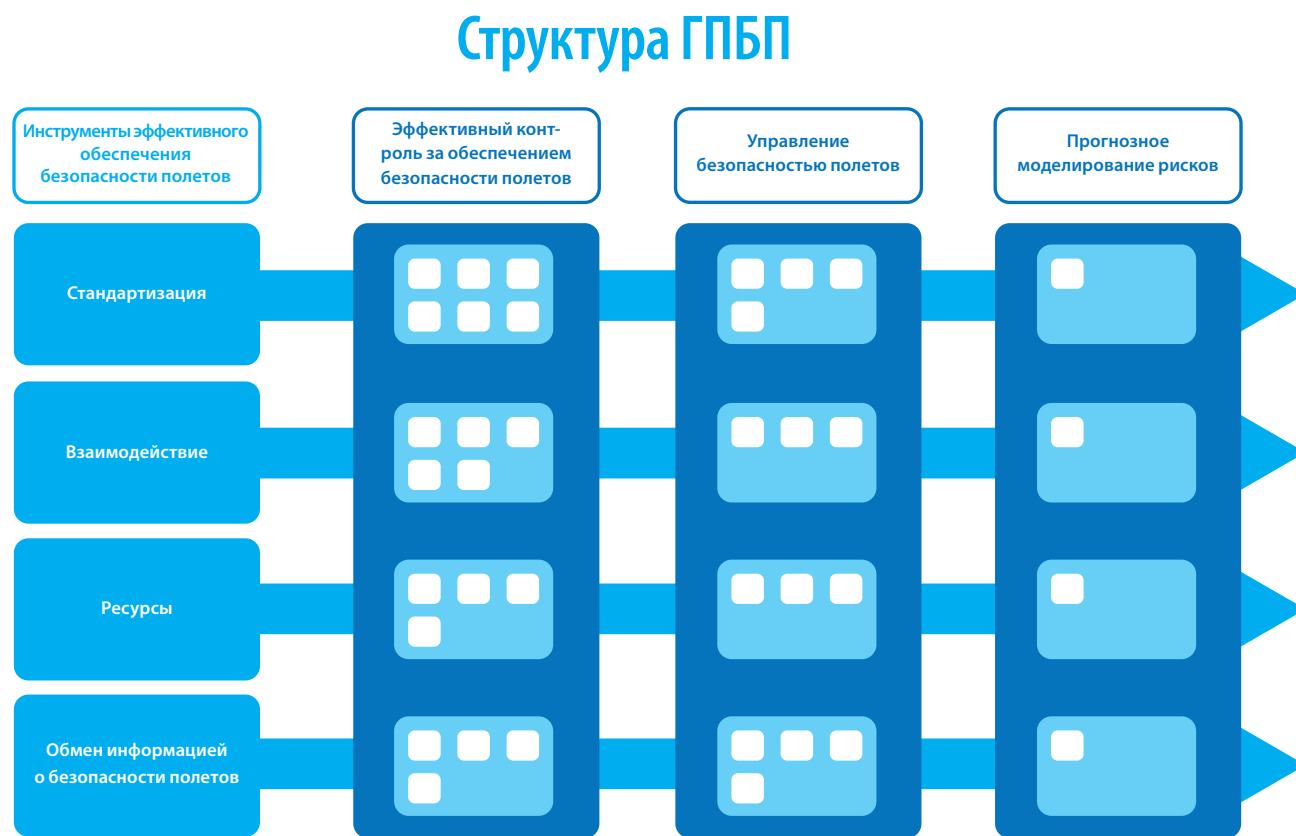 Структура ГПБП
Инструменты эффективного
обеспечения
безопасности полетов
Эффективный конт-
роль за обеспечением
безопасности полетов
Управление
безопасностью полетов
Прогнозное
моделирование рисков
Стандартизация
Взаимодействие
Ресурсы
Обмен информацией
о безопасности полетов